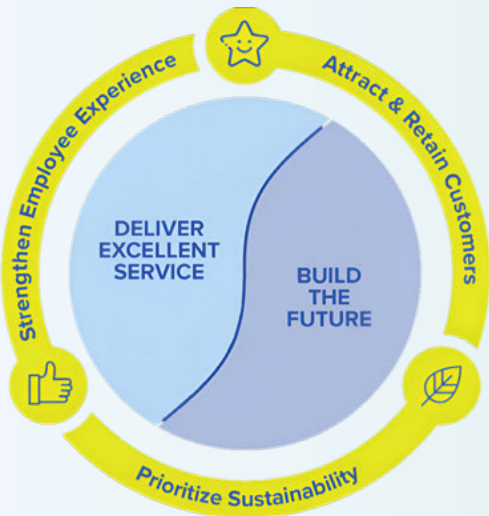 Strengthen Employee Experience
Attract & Retain Customers
DELIVER
EXCELLENT
SERVICE
BUILD
THE
FUTURE
Prioritize Sustainability